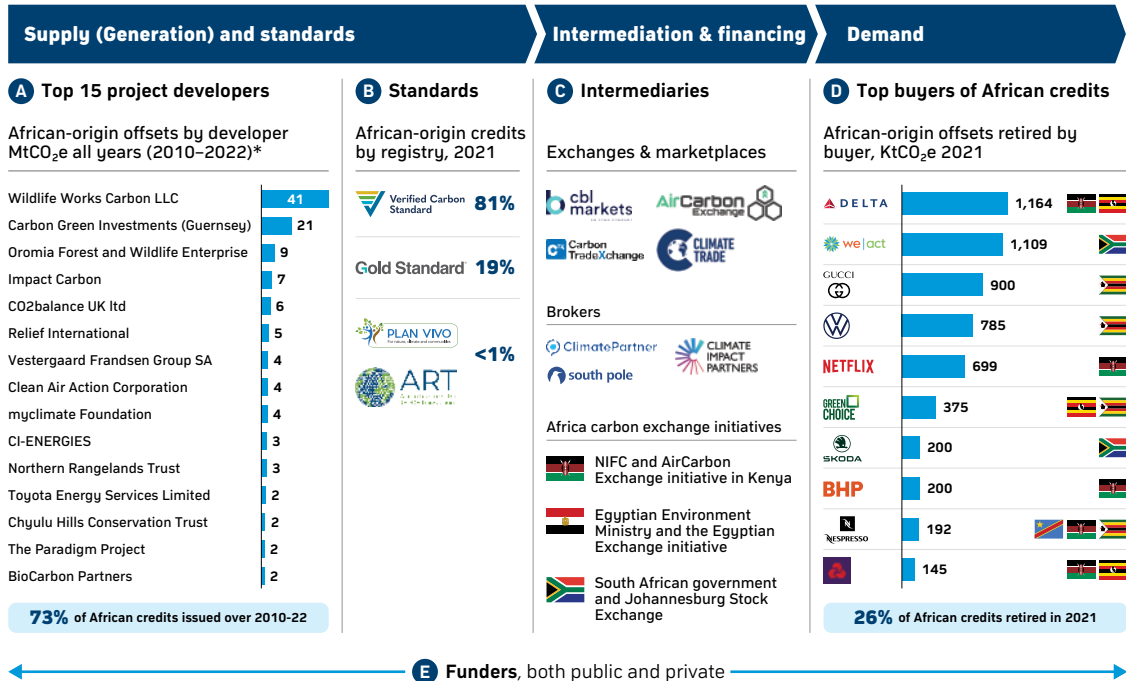 Supply (Generation) and standards
Intermediation & financing
Demand
A Top 15 project developers
African-origin offsets by developer
MtCO₂e all years (2010–2022)*
Wildlife Works Carbon LLC 41
Carbon Green Investments (Guernsey) 21
Oromia Forest and Wildlife Enterprise 9
Impact Carbon 7
CO2balance UK ltd 6
Relief International 5
Vestergaard Frandsen Group SA 4
Clean Air Action Corporation 4
myclimate Foundation 4
CI-ENERGIES 3
Northern Rangelands Trust 3
Toyota Energy Services Limited 2
Chyulu Hills Conservation Trust 2
The Paradigm Project 2
BioCarbon Partners 2
73% of African credits issued over 2010-22
B Standards
African-origin credits
by registry, 2021
Verified Carbon
Standard
81%
Gold Standard 19%
PLAN VIVO
For nature, climate and communities
<1%
ART
C Intermediaries
Exchanges & marketplaces
cbl
markets
AirCarbon
Exchange
Carbon
TradeXchange
CLIMATE
TRADE
Brokers
ClimatePartner
south pole
CLIMATE
IMPACT
PARTNERS
Africa carbon exchange initiatives
NIFC and AirCarbon
Exchange initiative in Kenya
Egyptian Environment
Ministry and the Egyptian
Exchange initiative
South African government
and Johannesburg Stock
Exchange
D Top buyers of African credits
African-origin offsets retired by
buyer, KtCO₂e 2021
DELTA 1,164
we|act 1,109
GUCCI 900
785
NETFLIX 699
GREEN
CHOICE
375
SKODA 200
BHP 200
NESPRESSO 192
145
26% of African credits retired in 2021
E Funders, both public and private